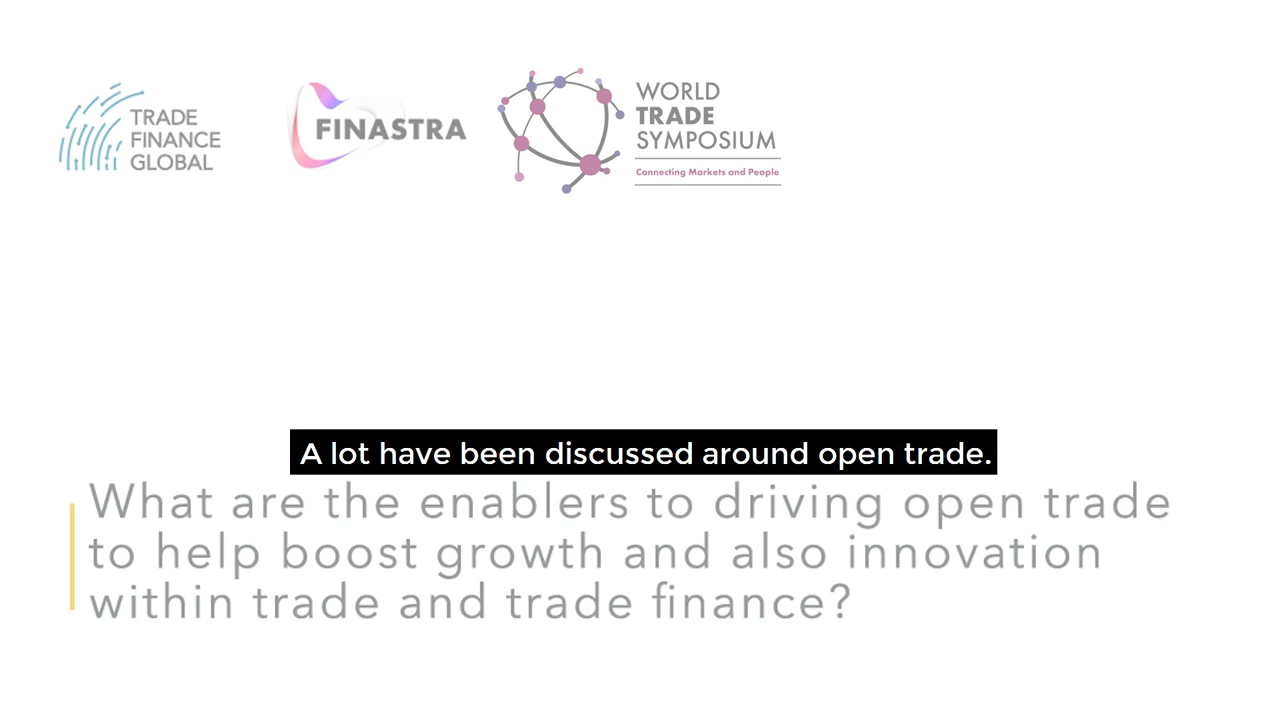 TRADE
FINANCE
GLOBAL
FINASTRA
WORLD
TRADE
SYMPOSIUM
Connecting Markets and People
A lot have been discussed around open trade.
What are the enablers to driving open trade
to help boost growth and also innovation
within trade and trade finance?